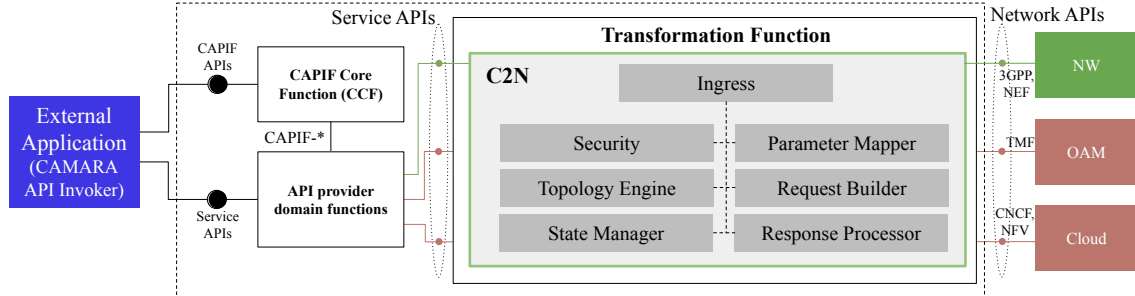 Service APIs
Network APIs
Transformation Function
CAPIF
APIs
CAPIF Core
Function (CCF)
C2N
Ingress
3GPP,
NEF
NW
External
Application
(CAMARA
API Invoker)
CAPIF-*
Security
Parameter Mapper
TMF
OAM
API provider
domain functions
Topology Engine
Request Builder
Service
APIs
State Manager
Response Processor
CNCF,
NFV
Cloud